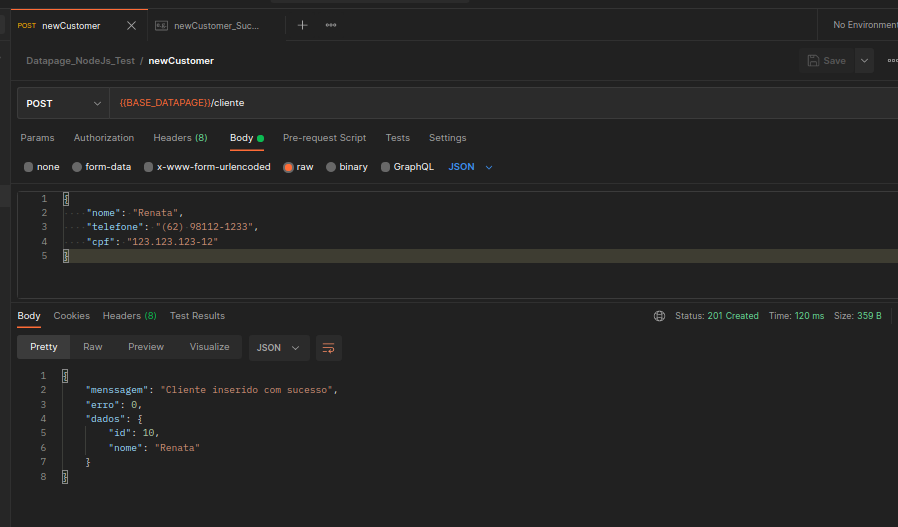 POST newCustomer newCustomer_Suc...
No Environment
Datapage_NodeJs_Test / newCustomer
Save
POST {{BASE_DATAPAGE}}/cliente
Params Authorization Headers (8) Body Pre-request Script Tests Settings
none form-data x-www-form-urlencoded raw binary GraphQL JSON
1 {
2 "nome": "Renata",
3 "telefone": "(62) 98112-1233",
4 "cpf": "123.123.123-12"
5 }
Body Cookies Headers (8) Test Results Status: 201 Created Time: 120 ms Size: 359 B
Pretty Raw Preview Visualize JSON
1 {
2 "menssagem": "Cliente inserido com sucesso",
3 "erro": 0,
4 "dados": {
5 "id": 10,
6 "nome": "Renata"
7 }
8 }